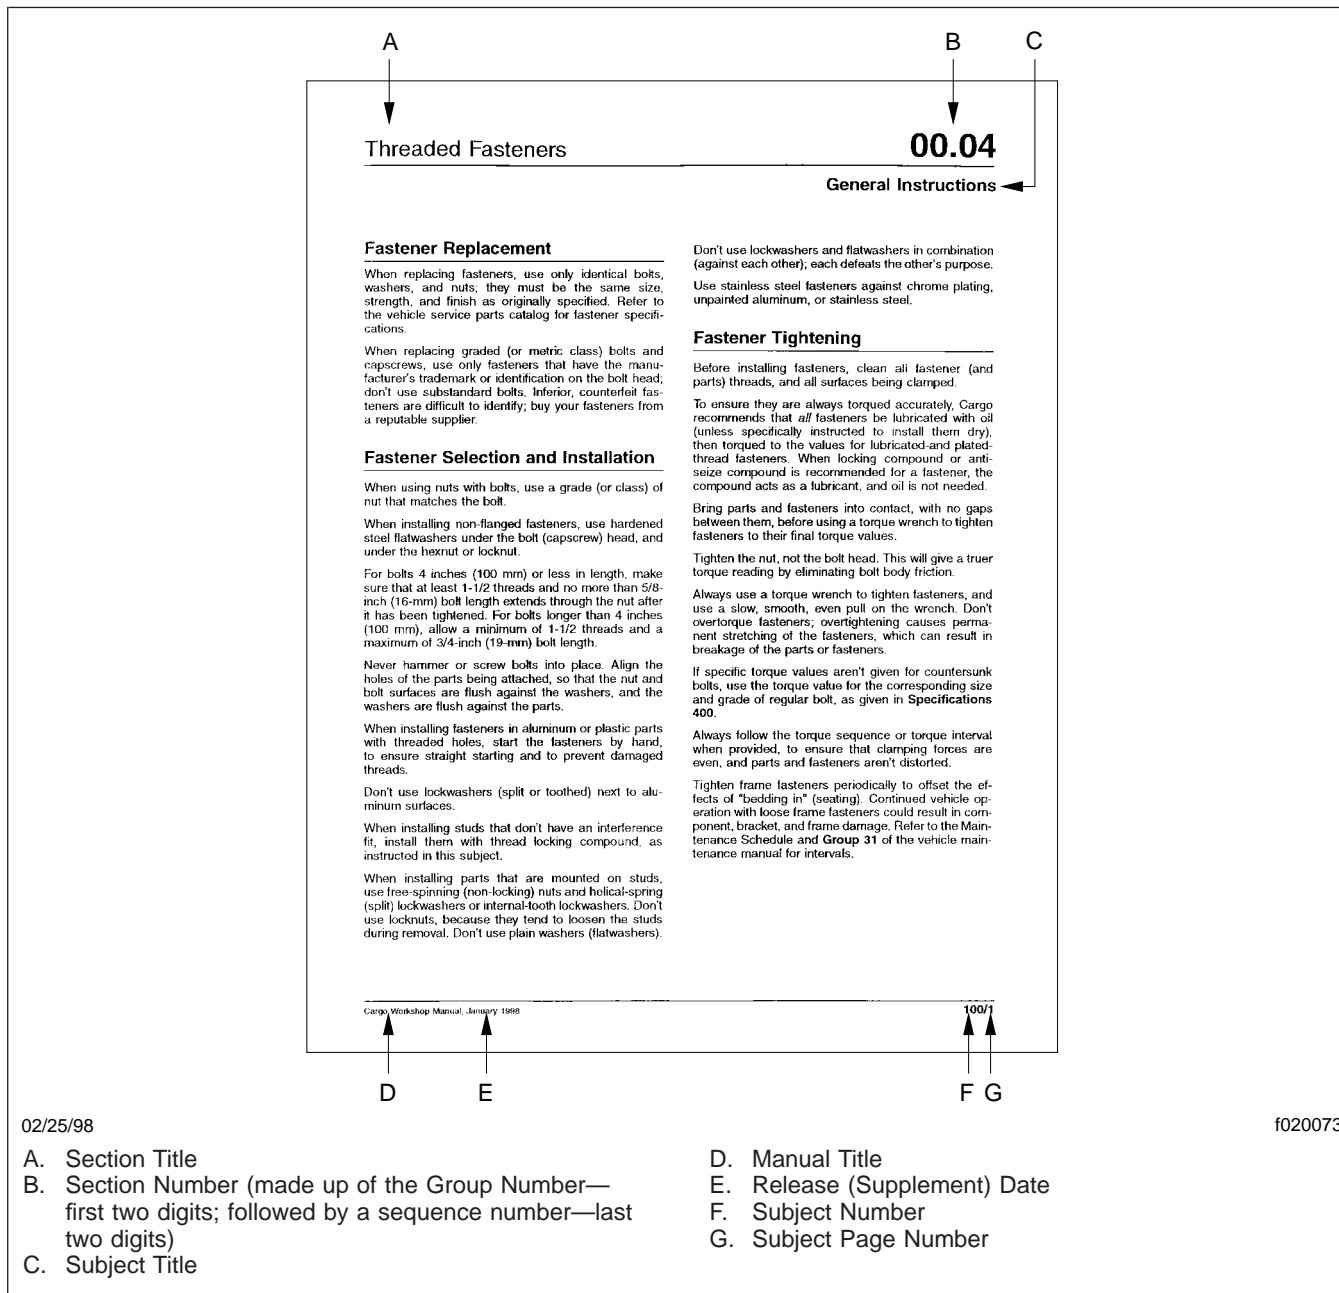 A
B
C
Threaded Fasteners
00.04
General Instructions
Fastener Replacement
When replacing fasteners, use only identical bolts,
washers, and nuts; they must be the same size,
strength, and finish as originally specified. Refer to
the vehicle service parts catalog for fastener specifi-
cations.
When replacing graded (or metric class) bolts and
capscrews, use only fasteners that have the manu-
facturer's trademark or identification on the bolt head;
don't use substandard bolts. Inferior, counterfeit fas-
teners are difficult to identify; buy your fasteners from
a reputable supplier.
Fastener Selection and Installation
When using nuts with bolts, use a grade (or class) of
nut that matches the bolt.
When installing non-flanged fasteners, use hardened
steel flatwashers under the bolt (capscrew) head, and
under the hexnut or locknut.
For bolts 4 inches (100 mm) or less in length, make
sure that at least 1-1/2 threads and no more than 5/8-
inch (16-mm) bolt length extends through the nut after
it has been tightened. For bolts longer than 4 inches
(100 mm), allow a minimum of 1-1/2 threads and a
maximum of 3/4-inch (19-mm) bolt length.
Never hammer or screw bolts into place. Align the
holes of the parts being attached, so that the nut and
bolt surfaces are flush against the washers, and the
washers are flush against the parts.
When installing fasteners in aluminum or plastic parts
with threaded holes, start the fasteners by hand,
to ensure straight starting and to prevent damaged
threads.
Don't use lockwashers (split or toothed) next to alu-
minum surfaces.
When installing studs that don't have an interference
fit, install them with thread locking compound, as
instructed in this subject.
When installing parts that are mounted on studs,
use free-spinning (non-locking) nuts and helical-spring
(split) lockwashers or internal-tooth lockwashers. Don't
use locknuts, because they tend to loosen the studs
during removal. Don't use plain washers (flatwashers).
Don't use lockwashers and flatwashers in combination
(against each other); each defeats the other's purpose.
Use stainless steel fasteners against chrome plating,
unpainted aluminum, or stainless steel.
Fastener Tightening
Before installing fasteners, clean all fastener (and
parts) threads, and all surfaces being clamped.
To ensure they are always torqued accurately, Cargo
recommends that all fasteners be lubricated with oil
(unless specifically instructed to install them dry),
then torqued to the values for lubricated-and plated-
thread fasteners. When locking compound or anti-
seize compound is recommended for a fastener, the
compound acts as a lubricant, and oil is not needed.
Bring parts and fasteners into contact, with no gaps
between them, before using a torque wrench to tighten
fasteners to their final torque values.
Tighten the nut, not the bolt head. This will give a truer
torque reading by eliminating bolt body friction.
Always use a torque wrench to tighten fasteners, and
use a slow, smooth, even pull on the wrench. Don't
overtorque fasteners; overtightening causes perma-
nent stretching of the fasteners, which can result in
breakage of the parts or fasteners.
If specific torque values aren't given for countersunk
bolts, use the torque value for the corresponding size
and grade of regular bolt, as given in Specifications
400.
Always follow the torque sequence or torque interval
when provided, to ensure that clamping forces are
even, and parts and fasteners aren't distorted.
Tighten frame fasteners periodically to offset the ef-
fects of "bedding in" (seating). Continued vehicle op-
eration with loose frame fasteners could result in com-
ponent, bracket, and frame damage. Refer to the Main-
tenance Schedule and Group 31 of the vehicle main-
tenance manual for intervals.
Cargo Workshop Manual, January 1998
100/1
D
E
F G
02/25/98
f020073
A. Section Title
B. Section Number (made up of the Group Number—
first two digits; followed by a sequence number—last
two digits)
C. Subject Title
D. Manual Title
E. Release (Supplement) Date
F. Subject Number
G. Subject Page Number